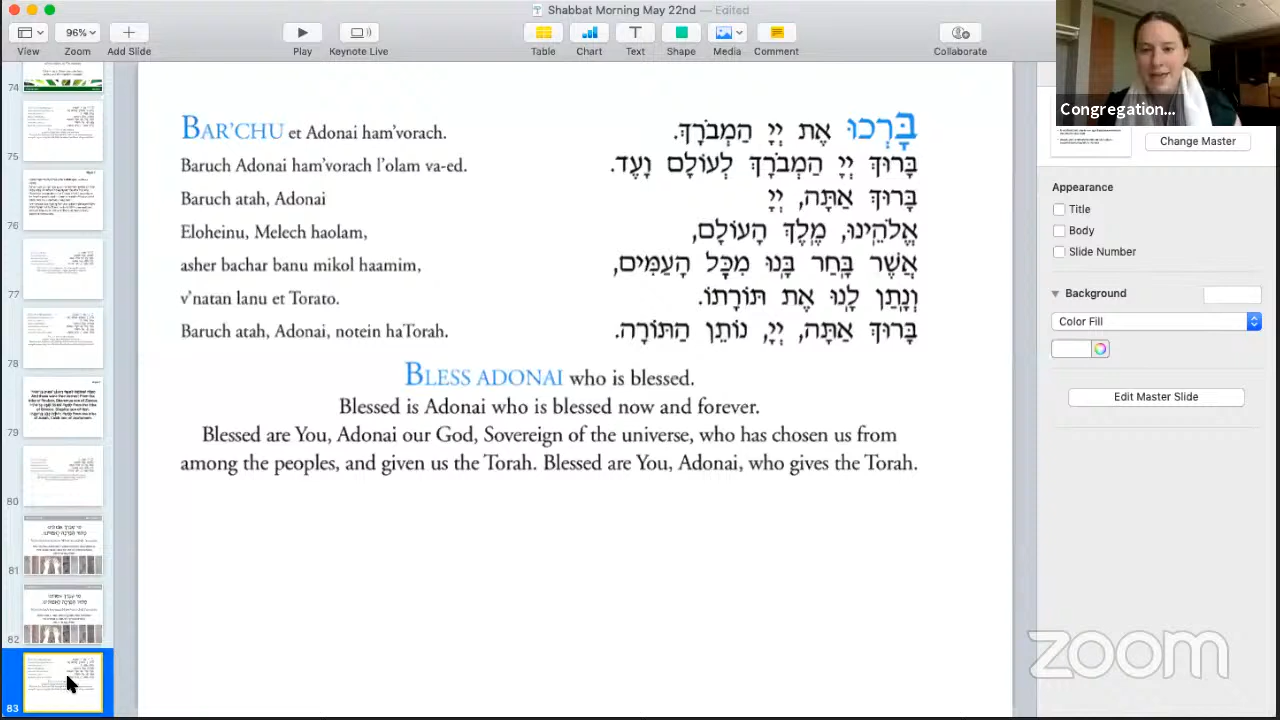 Shabbat Morning May 22nd — Edited
96%
View
Zoom
Add Slide
Play
Keynote Live
Table
Chart
Text
Shape
Media
Comment
Collaborate
Congregation...
74
75
76
77
78
79
80
81
82
83
BAR'CHU et Adonai ham'vorach.
Baruch Adonai ham'vorach l'olam va-ed.
Baruch atah, Adonai
Eloheinu, Melech haolam,
asher bachar banu mikol haamim,
v'natan lanu et Torato.
Baruch atah, Adonai, notein haTorah.
בָּרְכוּ אֶת יְיָ הַמְבֹרָךְ.
בָּרוּךְ יְיָ הַמְבֹרָךְ לְעוֹלָם וָעֶד.
בָּרוּךְ אַתָּה, יְיָ
אֱלֹהֵינוּ, מֶלֶךְ הָעוֹלָם,
אֲשֶׁר בָּחַר בָּנוּ מִכׇּל הָעַמִּים,
וְנָתַן לָנוּ אֶת תּוֹרָתוֹ.
בָּרוּךְ אַתָּה, יְיָ, נוֹתֵן הַתּוֹרָה.
BLESS ADONAI who is blessed.
Blessed is Adonai who is blessed now and forever.
Blessed are You, Adonai our God, Sovereign of the universe, who has chosen us from
among the peoples, and given us the Torah. Blessed are You, Adonai, who gives the Torah.
Change Master
Appearance
Title
Body
Slide Number
Background
Color Fill
Edit Master Slide
zoom